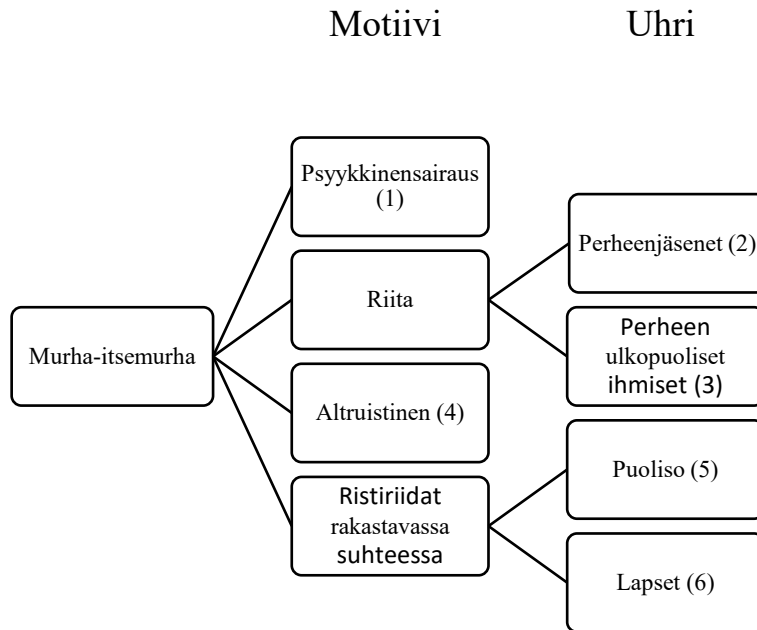 Motiivi
Uhri
Psyykkinensairaus
(1)
Perheenjäsenet (2)
Riita
Perheen
ulkopuoliset
ihmiset (3)
Murha-itsemurha
Altruistinen (4)
Puoliso (5)
Ristiriidat
rakastavassa
suhteessa
Lapset (6)